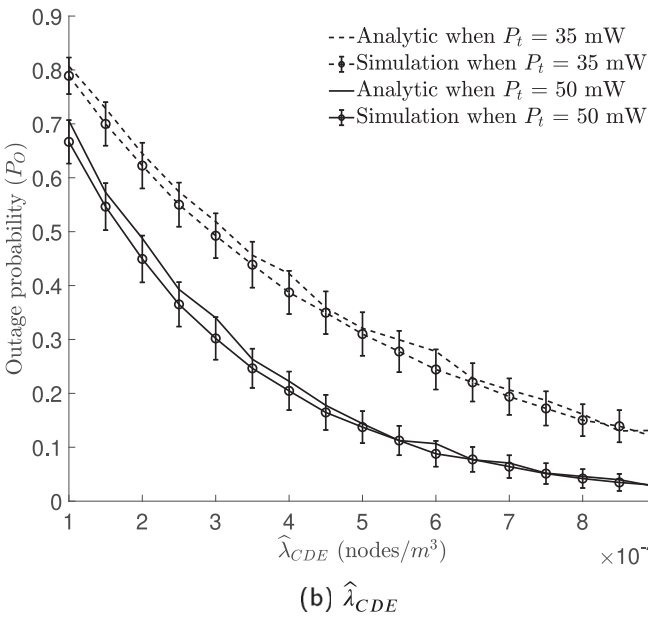 0.9
0.8
0.7
0.6
0.5
0.4
0.3
0.2
0.1
0
Outage probability (P_O)
Analytic when P_t = 35 mW
Simulation when P_t = 35 mW
Analytic when P_t = 50 mW
Simulation when P_t = 50 mW
1 2 3 4 5 6 7 8
λ̂_CDE (nodes/m³)
×10⁻
(b) λ̂_CDE